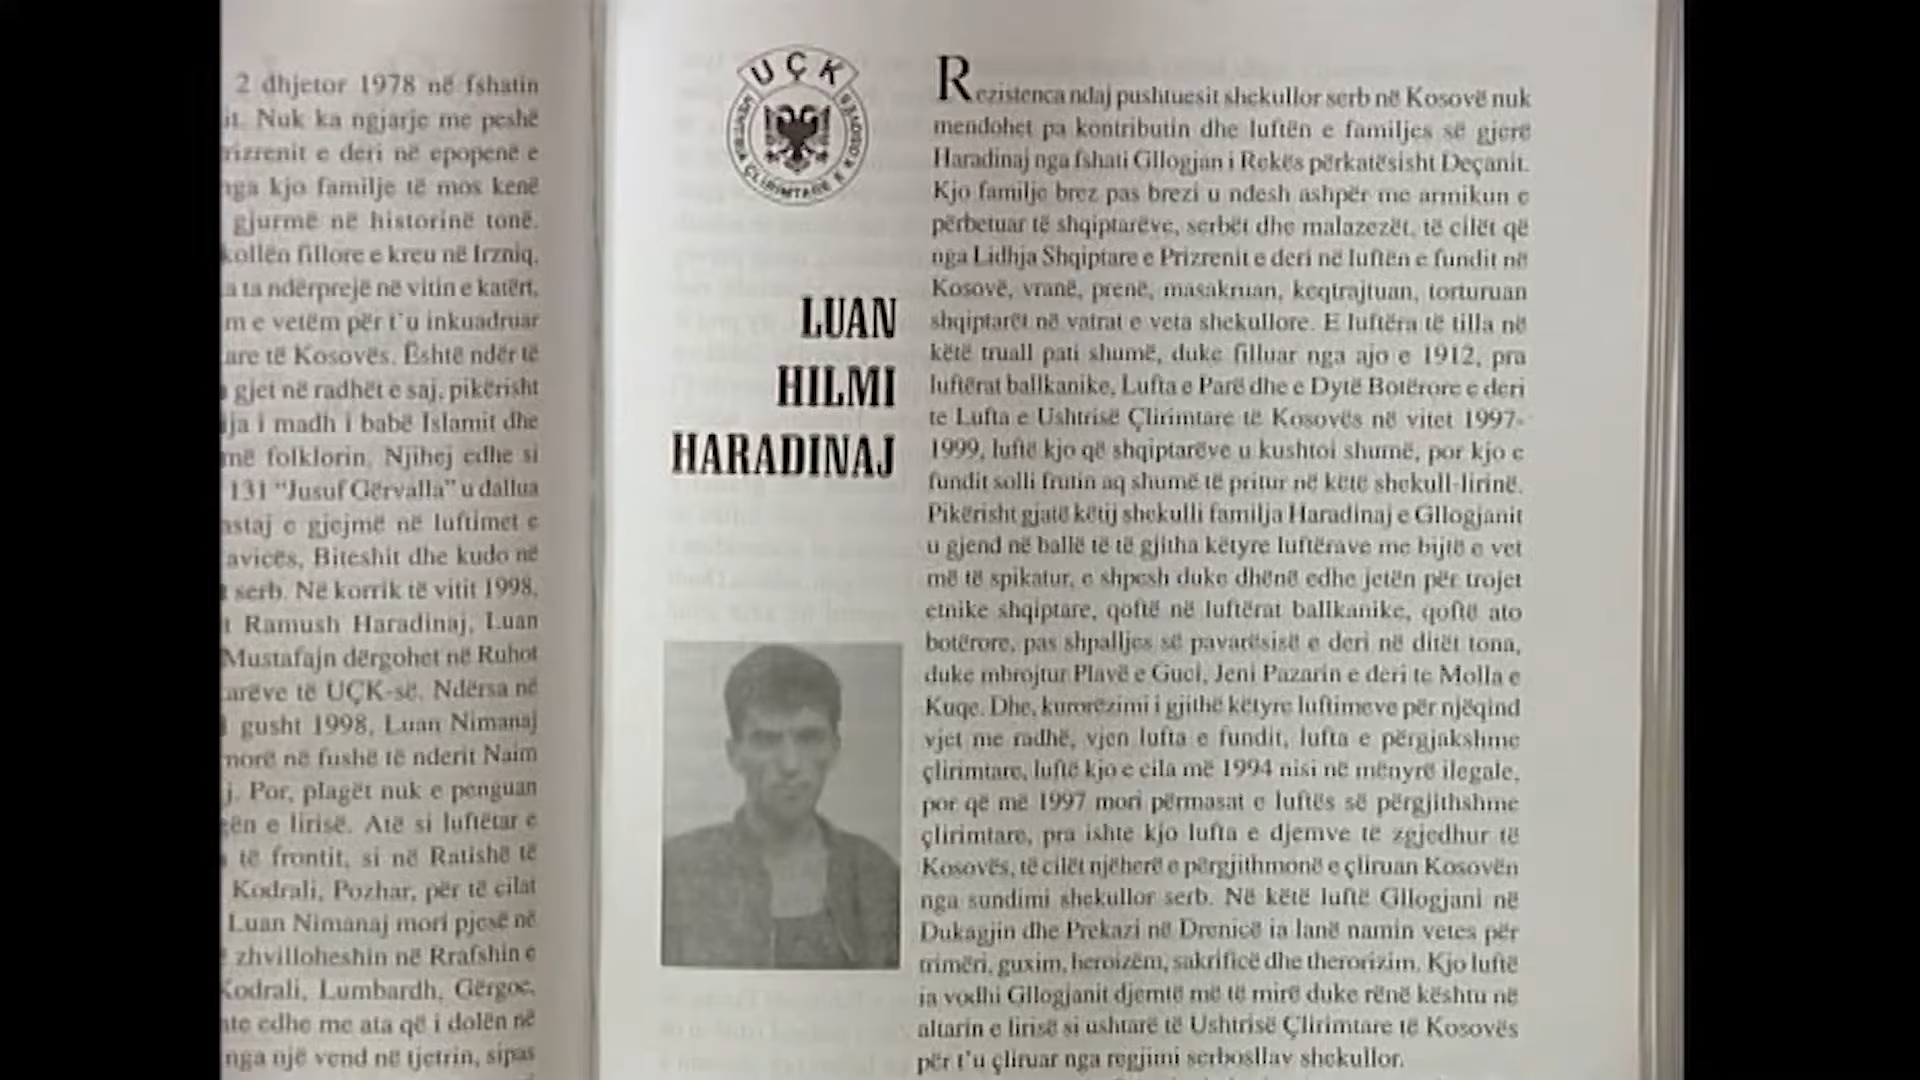 2 dhjetor 1978 në fshatin
it. Nuk ka ngjarje me peshë
rizrenit e deri në epopenë e
nga kjo familje të mos kenë
gjurmë në historinë tonë.
kollën fillore e kreu në Irzniq,
a ta ndërprejë në vitin e katërt,
m e vetëm për t'u inkuadruar
are të Kosovës. Është ndër të
gjet në radhët e saj, pikërisht
ija i madh i babë Islamit dhe
më folklorin. Njihej edhe si
131 "Jusuf Gërvalla" u dallua
astaj e gjejmë në luftimet e
avicës, Biteshit dhe kudo në
serb. Në korrik të vitit 1998,
t Ramush Haradinaj, Luan
Mustafajn dërgohet në Ruhot
arëve të UÇK-së. Ndërsa në
gusht 1998, Luan Nimanaj
morë në fushë të nderit Naim
j. Por, plagët nuk e penguan
ën e lirisë. Atë si luftëtar e
të frontit, si në Ratishë të
Kodrali, Pozhar, për të cilat
Luan Nimanaj mori pjesë në
zhvilloheshin në Rrafshin e
Kodrali, Lumbardh, Gërgoc,
nte edhe me ata që i dolën në
nga një vend në tjetrin, sipas
UÇK
USHTRIA ÇLIRIMTARE E KOSOVËS
LUAN
HILMI
HARADINAJ
Rezistenca ndaj pushtuesit shekullor serb në Kosovë nuk
mendohet pa kontributin dhe luftën e familjes së gjerë
Haradinaj nga fshati Gllogjan i Rekës përkatësisht Deçanit.
Kjo familje brez pas brezi u ndesh ashpër me armikun e
përbetuar të shqiptarëve, serbët dhe malazezët, të cilët që
nga Lidhja Shqiptare e Prizrenit e deri në luftën e fundit në
Kosovë, vranë, prenë, masakruan, keqtrajtuan, torturuan
shqiptarët në vatrat e veta shekullore. E luftëra të tilla në
këtë truall pati shumë, duke filluar nga ajo e 1912, pra
luftërat ballkanike, Lufta e Parë dhe e Dytë Botërore e deri
te Lufta e Ushtrisë Çlirimtare të Kosovës në vitet 1997-
1999, luftë kjo që shqiptarëve u kushtoi shumë, por kjo e
fundit solli frutin aq shumë të pritur në këtë shekull-lirinë.
Pikërisht gjatë këtij shekulli familja Haradinaj e Gllogjanit
u gjend në ballë të të gjitha këtyre luftërave me bijtë e vet
më të spikatur, e shpesh duke dhënë edhe jetën për trojet
etnike shqiptare, qoftë në luftërat ballkanike, qoftë ato
botërore, pas shpalljes së pavarësisë e deri në ditët tona,
duke mbrojtur Plavë e Guci, Jeni Pazarin e deri te Molla e
Kuqe. Dhe, kurorëzimi i gjithë këtyre luftimeve për njëqind
vjet me radhë, vjen lufta e fundit, lufta e përgjakshme
çlirimtare, luftë kjo e cila më 1994 nisi në mënyrë ilegale,
por që më 1997 mori përmasat e luftës së përgjithshme
çlirimtare, pra ishte kjo lufta e djemve të zgjedhur të
Kosovës, të cilët njëherë e përgjithmonë e çliruan Kosovën
nga sundimi shekullor serb. Në këtë luftë Gllogjani në
Dukagjin dhe Prekazi në Drenicë ia lanë namin vetes për
trimëri, guxim, heroizëm, sakrificë dhe therorizim. Kjo luftë
ia vodhi Gllogjanit djemtë më të mirë duke rënë kështu në
altarin e lirisë si ushtarë të Ushtrisë Çlirimtare të Kosovës
për t'u çliruar nga regjimi serbosllav shekullor.